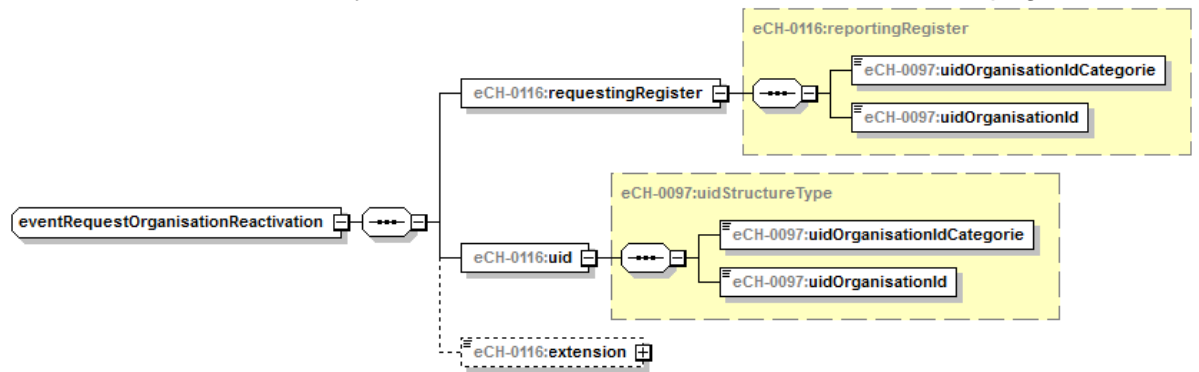 eCH-0116:reportingRegister
eCH-0097:uidOrganisationIdCategorie
eCH-0116:requestingRegister
eCH-0097:uidOrganisationId
eCH-0097:uidStructureType
eventRequestOrganisationReactivation
eCH-0097:uidOrganisationIdCategorie
eCH-0116:uid
eCH-0097:uidOrganisationId
eCH-0116:extension